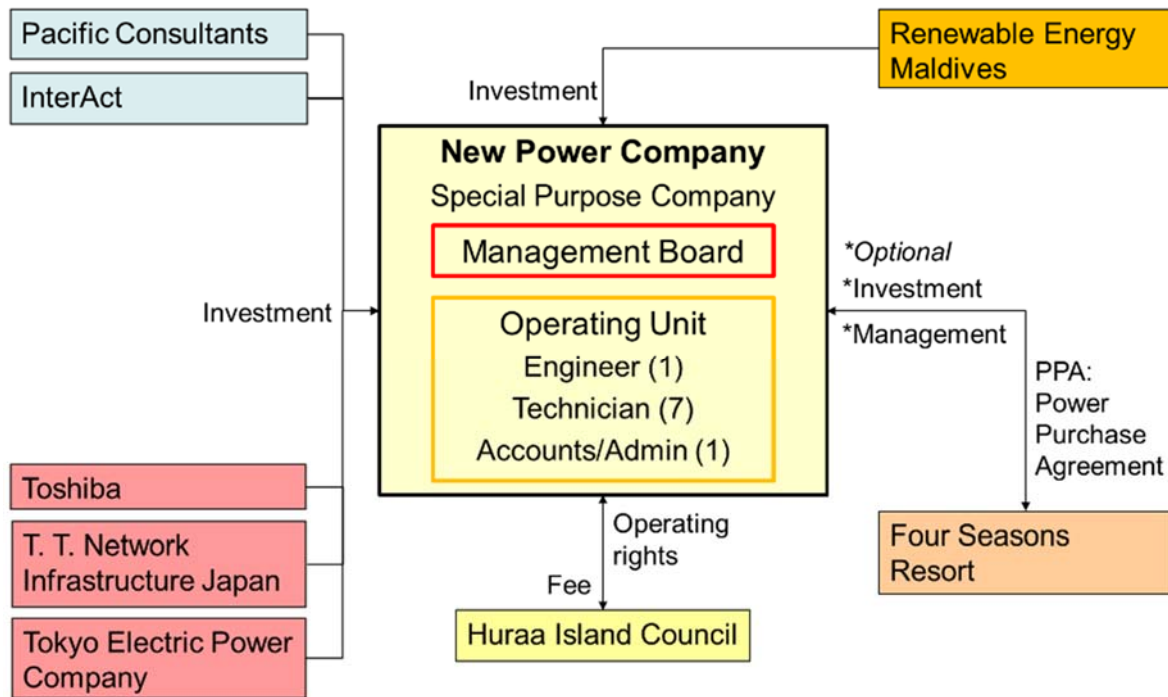 Pacific Consultants
InterAct
Renewable Energy
Maldives
Investment
New Power Company
Special Purpose Company
Management Board
Operating Unit
Engineer (1)
Technician (7)
Accounts/Admin (1)
Investment
*Optional
*Investment
*Management
PPA:
Power
Purchase
Agreement
Toshiba
T. T. Network
Infrastructure Japan
Tokyo Electric Power
Company
Operating
rights
Fee
Huraa Island Council
Four Seasons
Resort